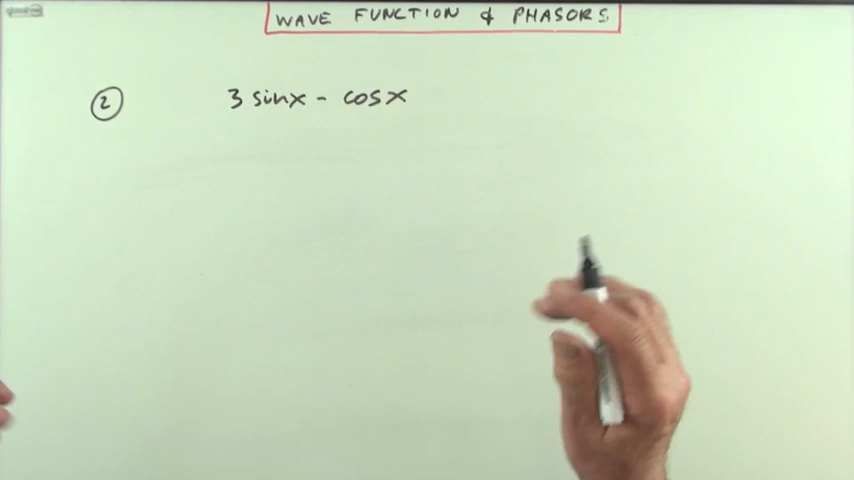 WAVE FUNCTION & PHASORS
② 3 sinx - cosx